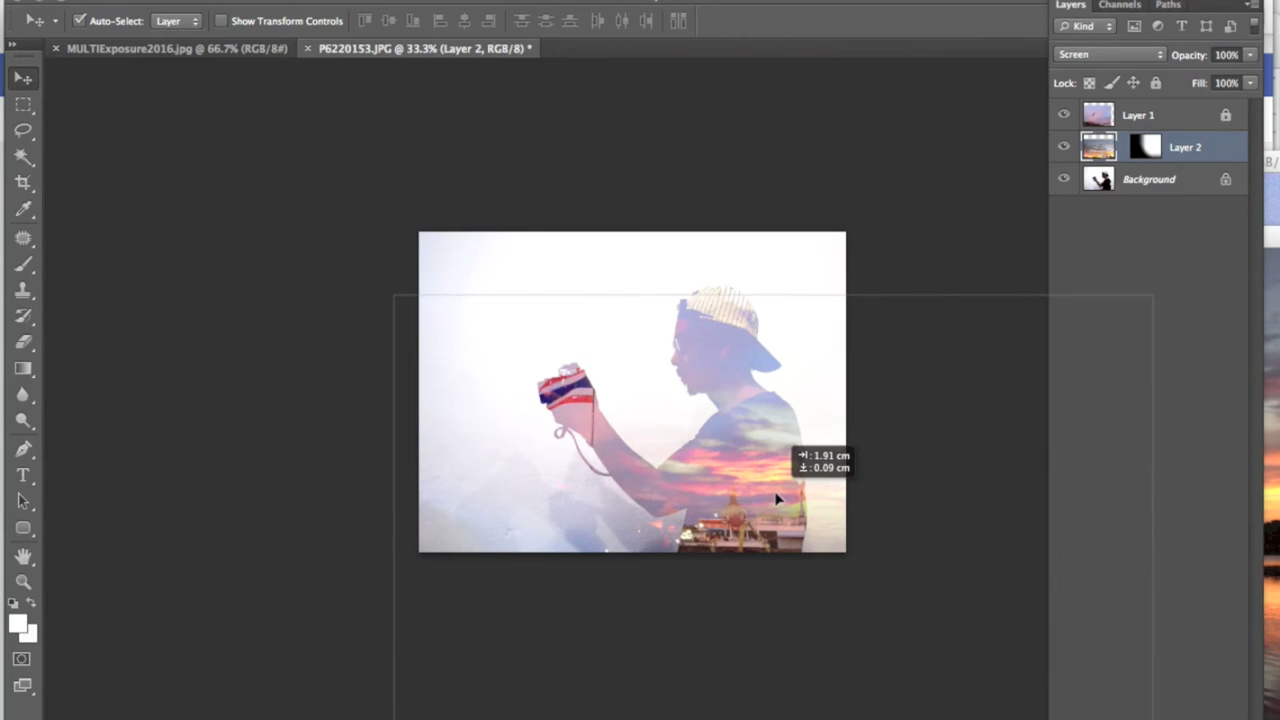 Auto-Select: Layer Show Transform Controls
MULTIExposure2016.jpg @ 66.7% (RGB/8#)
P6220153.JPG @ 33.3% (Layer 2, RGB/8) *
Layers Channels Paths
Kind
Screen Opacity: 100%
Lock: Fill: 100%
Layer 1
Layer 2
Background
: 1.91 cm
: 0.09 cm